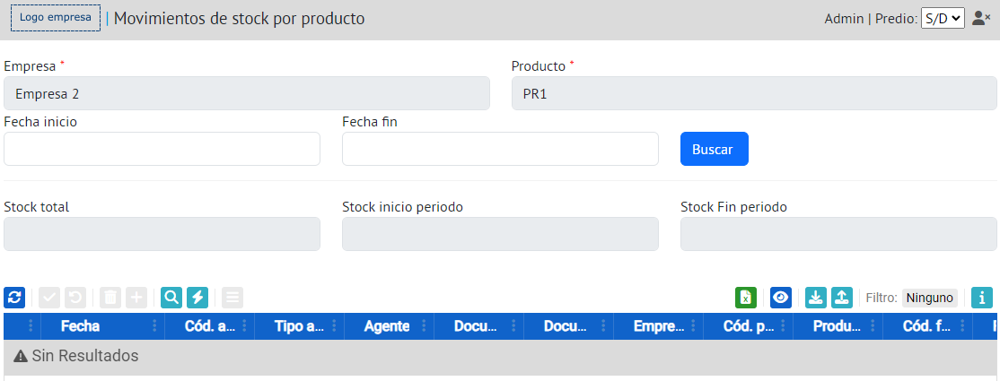 Logo empresa | Movimientos de stock por producto Admin | Predio: S/D
Empresa * Producto *
Empresa 2 PR1
Fecha inicio Fecha fin
Buscar
Stock total Stock inicio periodo Stock Fin periodo
Filtro: Ninguno
Fecha Cód. a... Tipo a... Agente Docu... Docu... Empre... Cód. p... Produ... Cód. f...
Sin Resultados